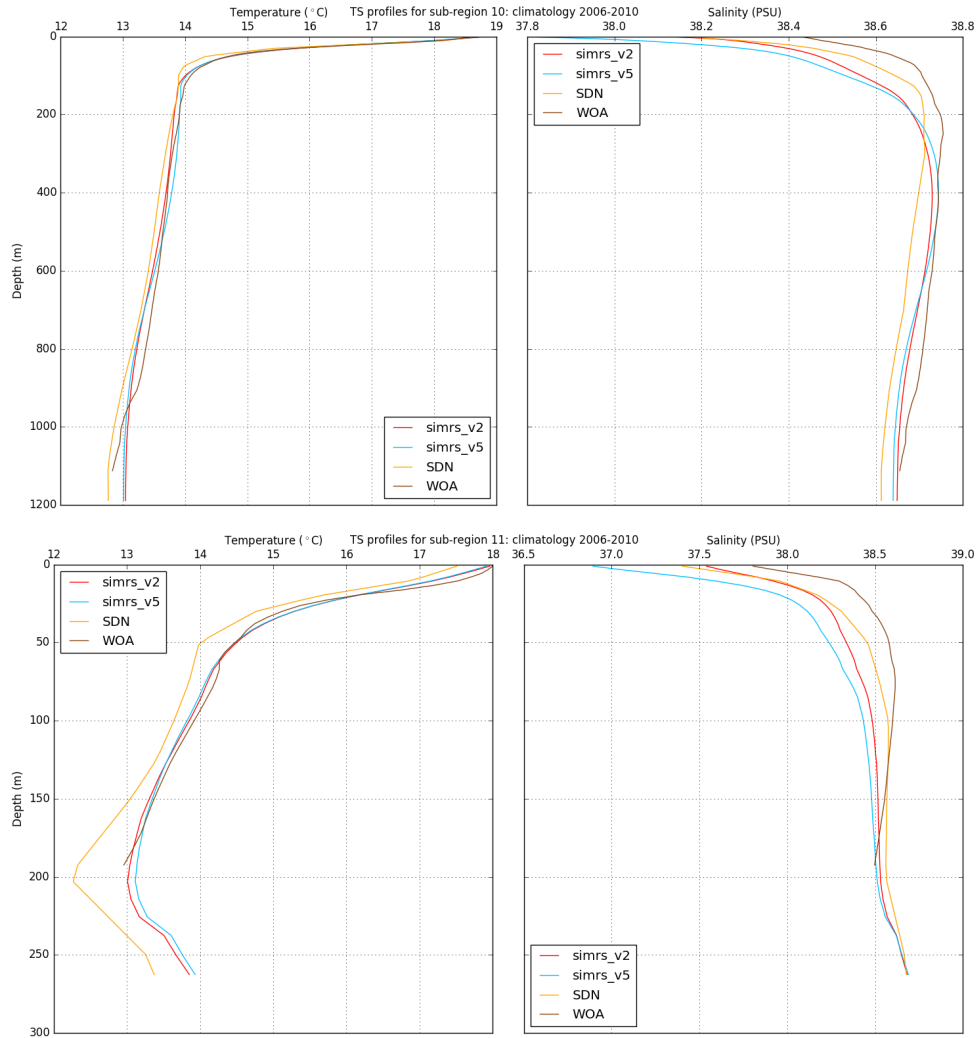 Temperature (°C) TS profiles for sub-region 10: climatology 2006-2010 Salinity (PSU)
12 13 14 15 16 17 18 19 37.8 38.0 38.2 38.4 38.6 38.8
0
200
400
600
800
1000
1200
Depth (m)
simrs_v2
simrs_v5
SDN
WOA
simrs_v2
simrs_v5
SDN
WOA
Temperature (°C) TS profiles for sub-region 11: climatology 2006-2010 Salinity (PSU)
12 13 14 15 16 17 18 36.5 37.0 37.5 38.0 38.5 39.0
0
50
100
150
200
250
300
Depth (m)
simrs_v2
simrs_v5
SDN
WOA
simrs_v2
simrs_v5
SDN
WOA